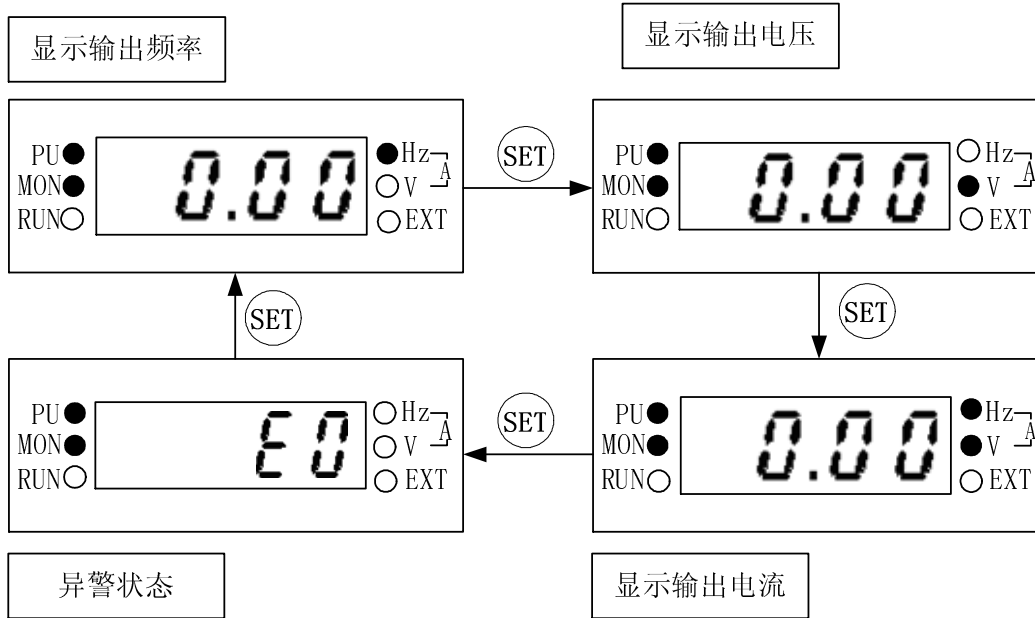 显示输出频率
显示输出电压
PU
MON
RUN
0.00
Hz
V
A
EXT
SET
PU
MON
RUN
0.00
Hz
V
A
EXT
SET
SET
PU
MON
RUN
E0
Hz
V
A
EXT
SET
PU
MON
RUN
0.00
Hz
V
A
EXT
异警状态
显示输出电流